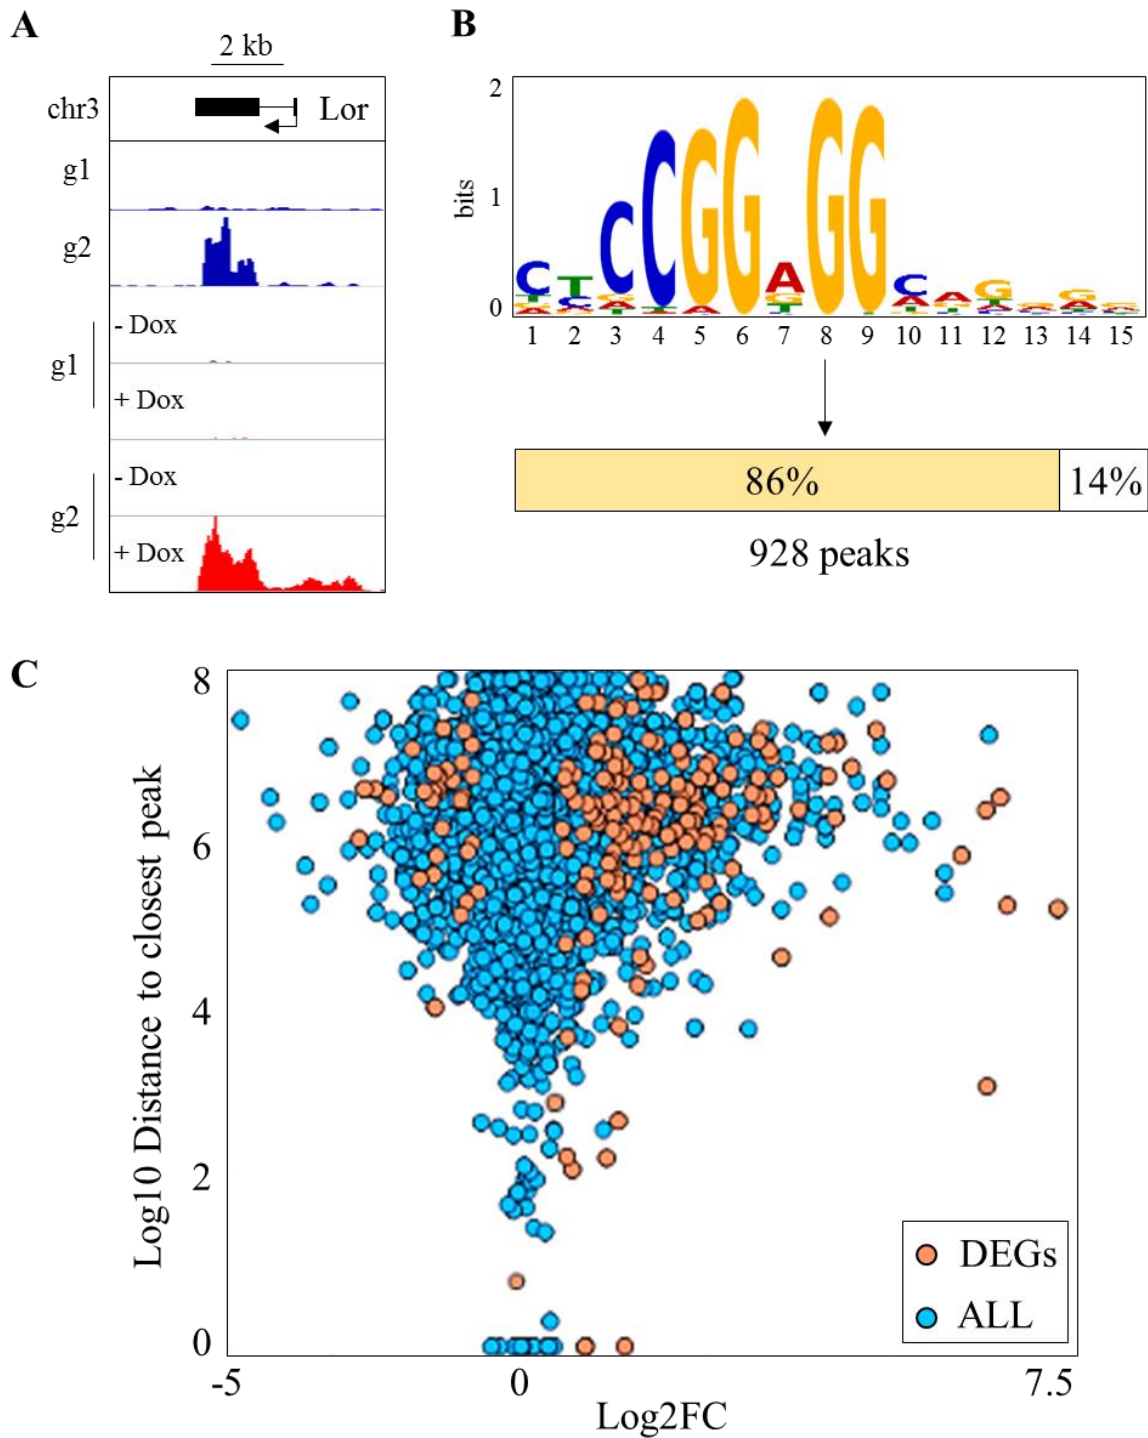 A
2 kb
chr3
Lor
g1
g2
- Dox
g1
+ Dox
- Dox
g2
+ Dox
B
2
bits
1
0
1 2 3 4 5 6 7 8 9 10 11 12 13 14 15
C T C C G G A G G C A G G
86% 14%
928 peaks
C
8
6
4
2
0
Log10 Distance to closest peak
DEGs
ALL
-5 0 7.5
Log2FC